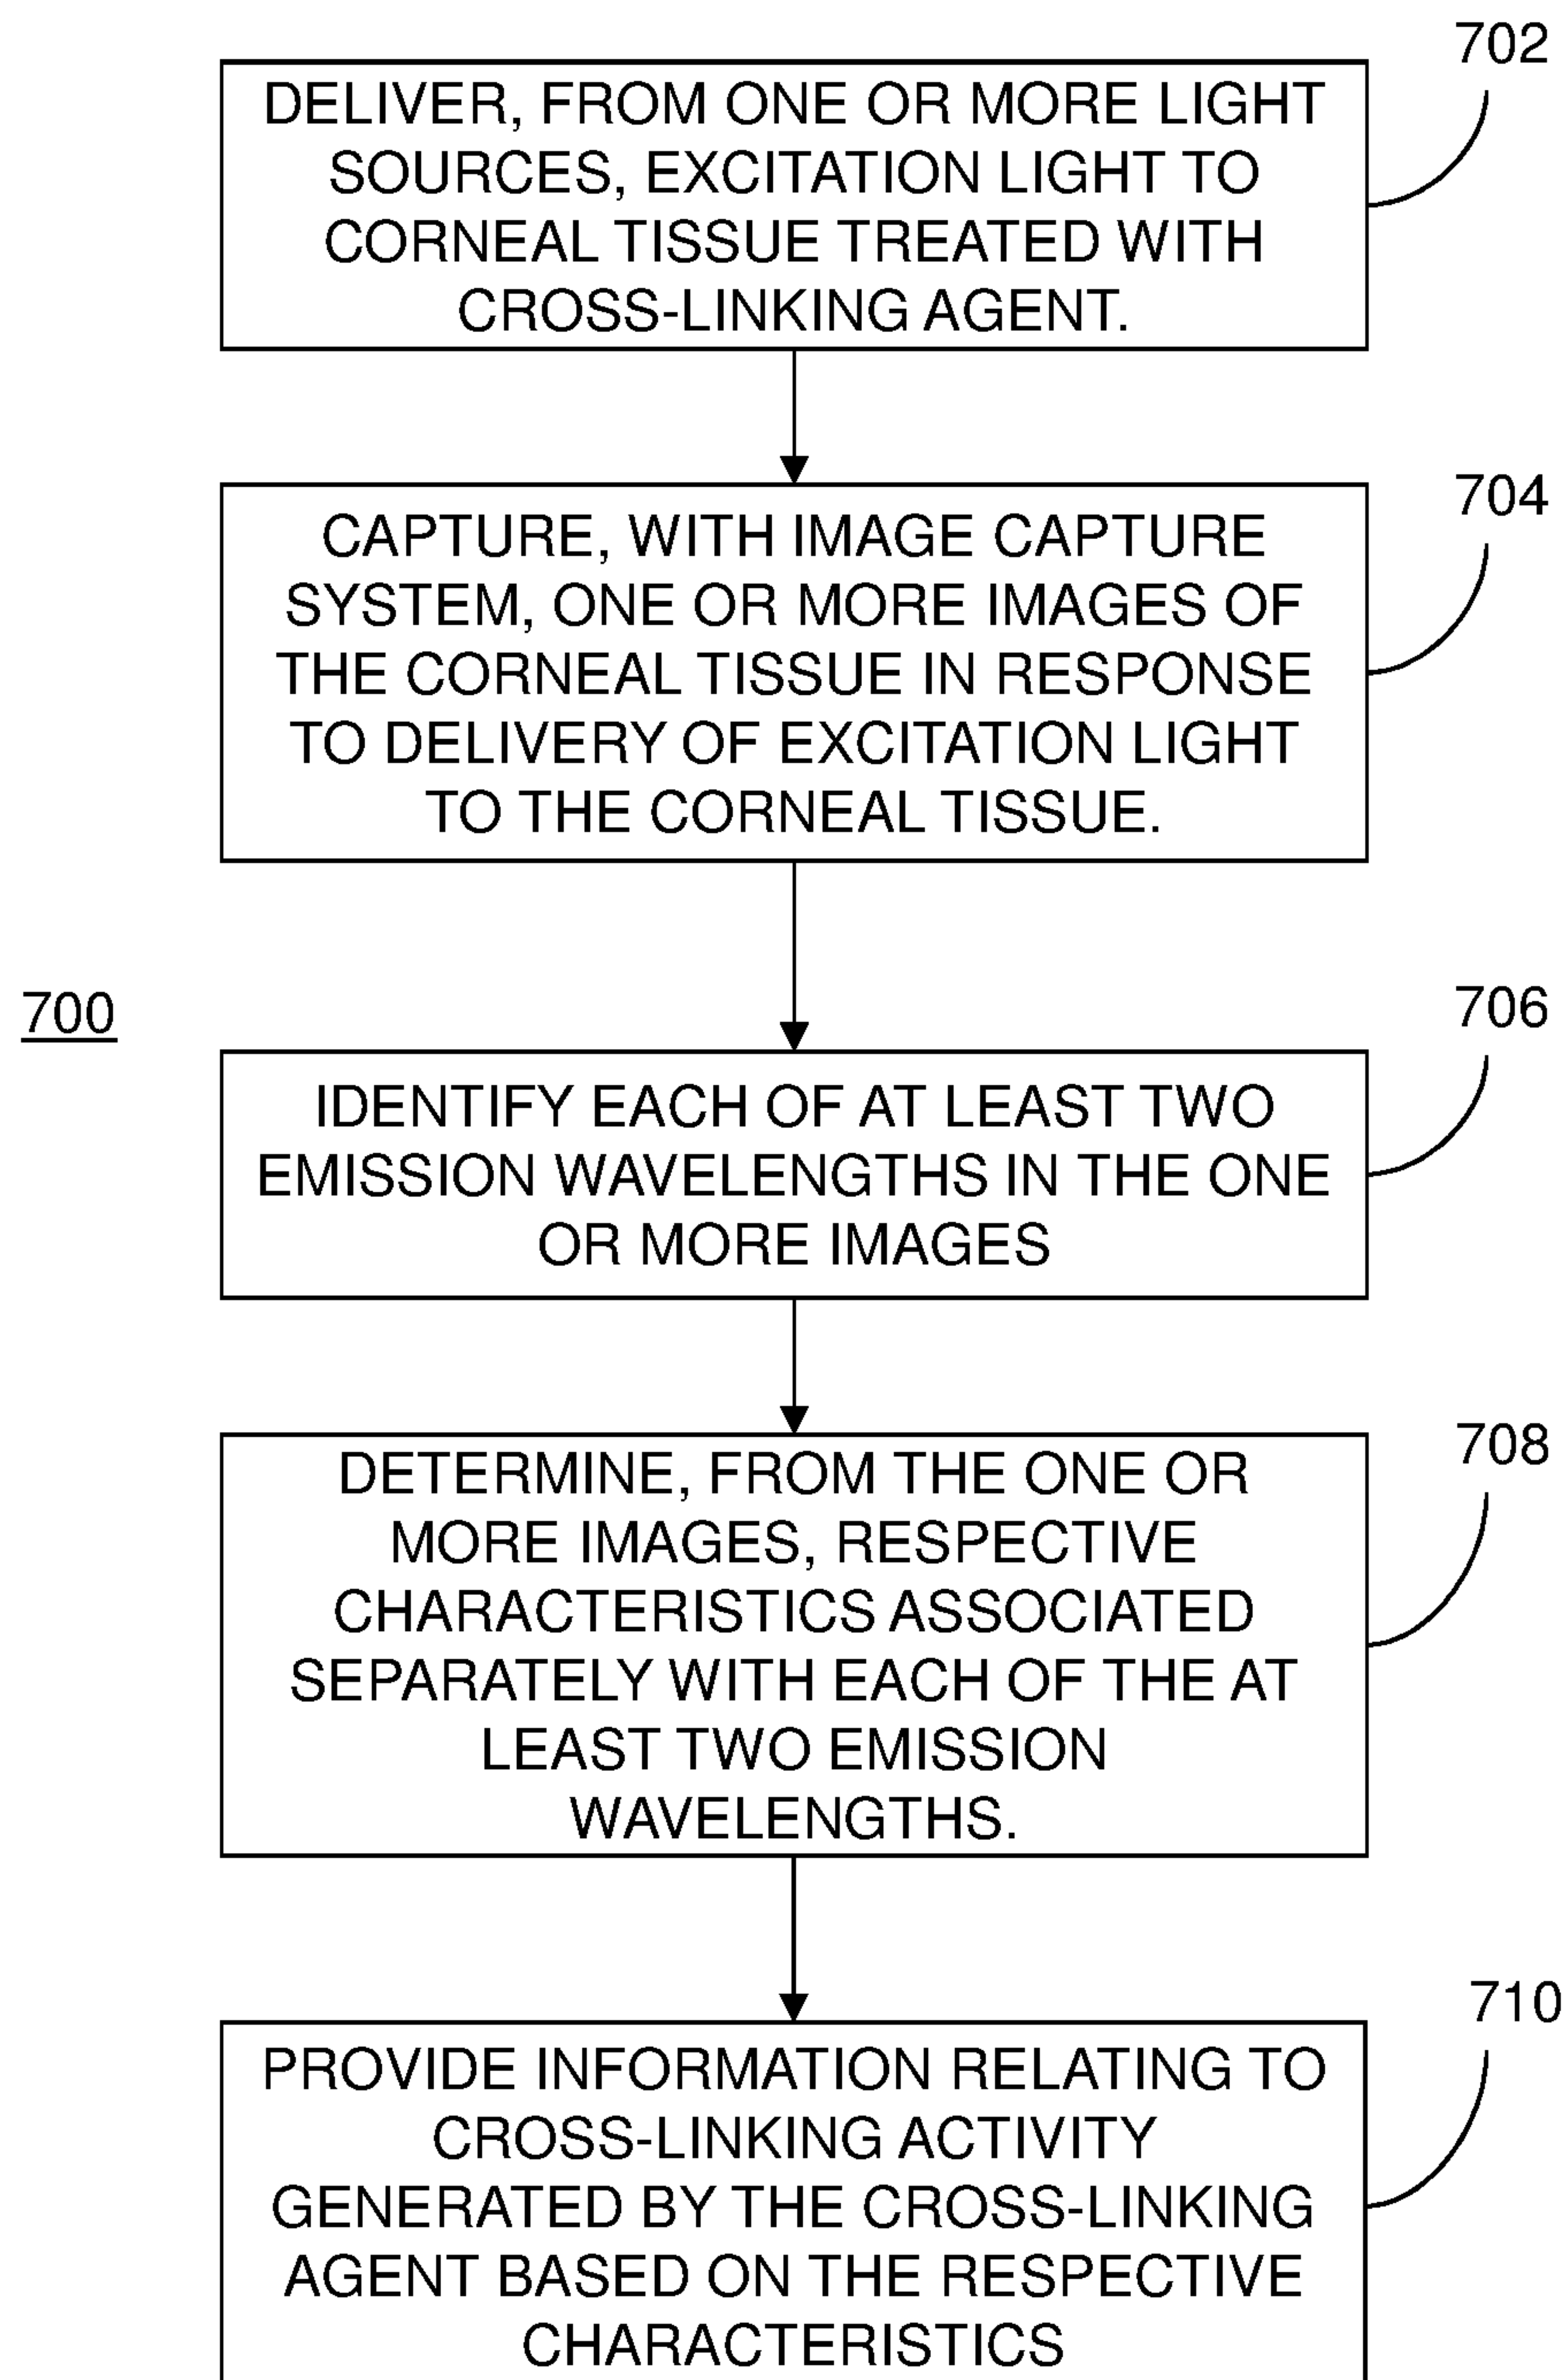 702
DELIVER, FROM ONE OR MORE LIGHT
SOURCES, EXCITATION LIGHT TO
CORNEAL TISSUE TREATED WITH
CROSS-LINKING AGENT.
704
CAPTURE, WITH IMAGE CAPTURE
SYSTEM, ONE OR MORE IMAGES OF
THE CORNEAL TISSUE IN RESPONSE
TO DELIVERY OF EXCITATION LIGHT
TO THE CORNEAL TISSUE.
700
706
IDENTIFY EACH OF AT LEAST TWO
EMISSION WAVELENGTHS IN THE ONE
OR MORE IMAGES
708
DETERMINE, FROM THE ONE OR
MORE IMAGES, RESPECTIVE
CHARACTERISTICS ASSOCIATED
SEPARATELY WITH EACH OF THE AT
LEAST TWO EMISSION
WAVELENGTHS.
710
PROVIDE INFORMATION RELATING TO
CROSS-LINKING ACTIVITY
GENERATED BY THE CROSS-LINKING
AGENT BASED ON THE RESPECTIVE
CHARACTERISTICS